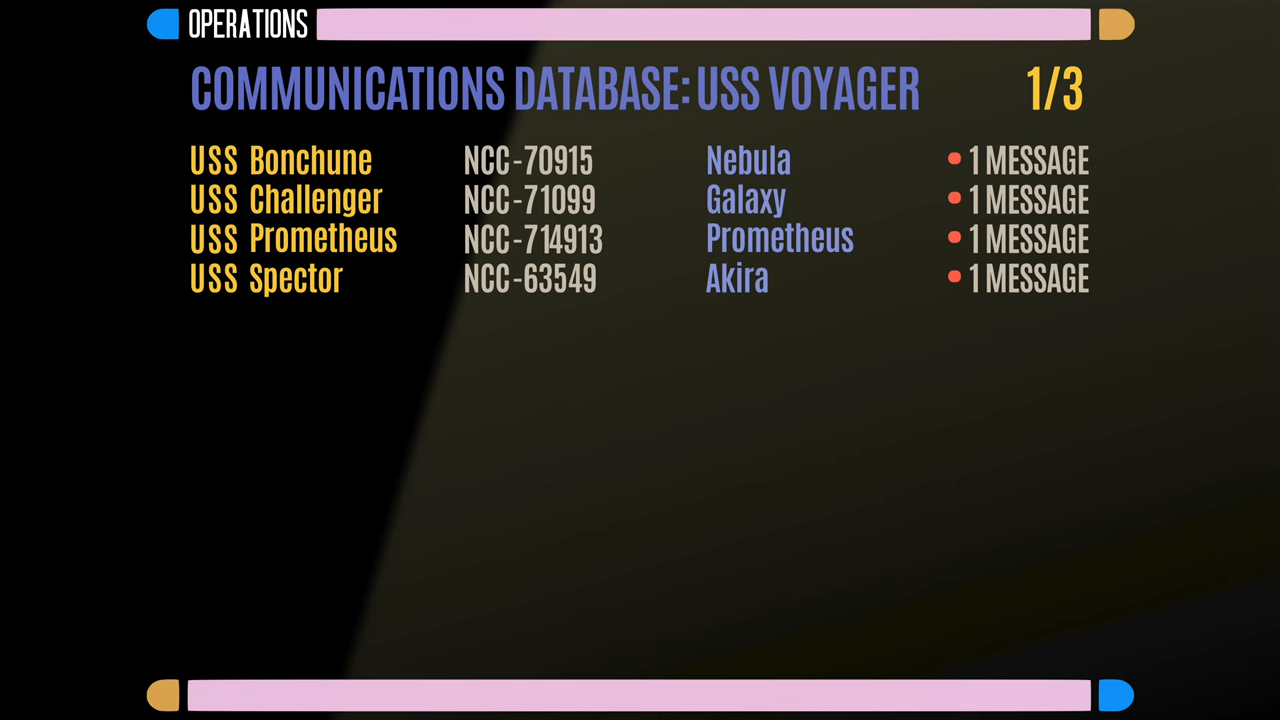 OPERATIONS
COMMUNICATIONS DATABASE: USS VOYAGER 1/3
USS Bonchune NCC-70915 Nebula 1 MESSAGE
USS Challenger NCC-71099 Galaxy 1 MESSAGE
USS Prometheus NCC-714913 Prometheus 1 MESSAGE
USS Spector NCC-63549 Akira 1 MESSAGE